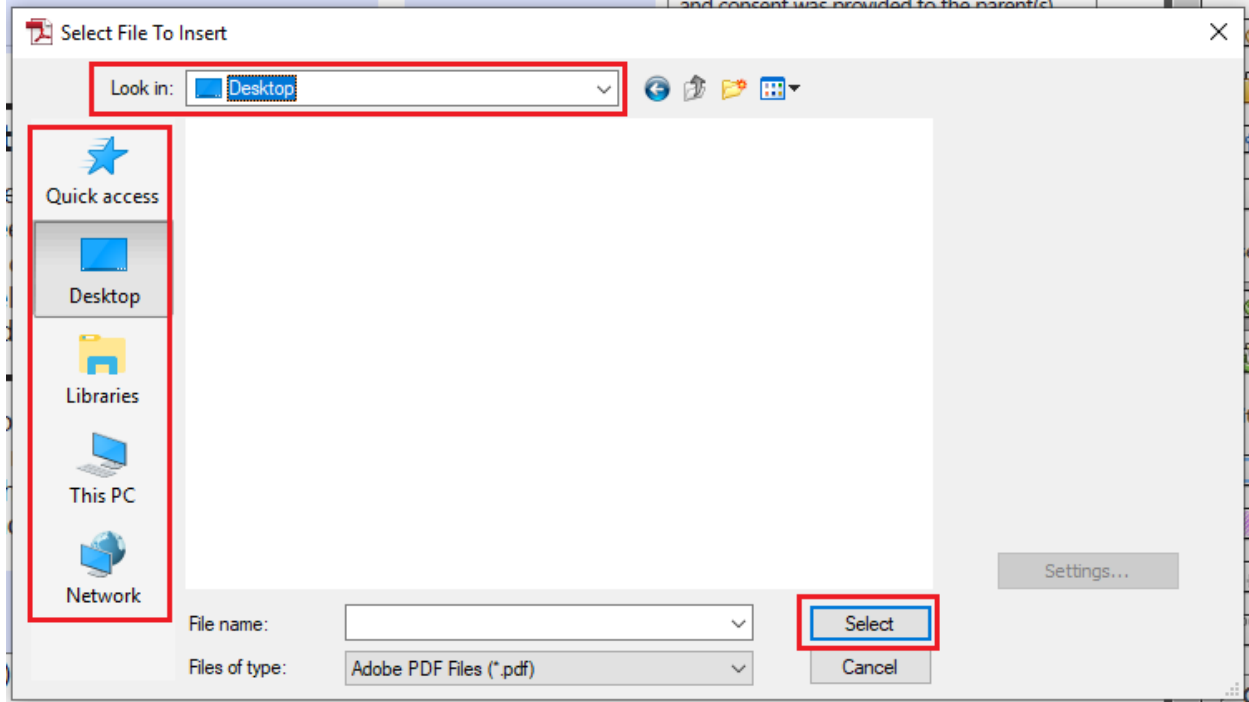 and consent was provided to the parent(s)
Select File To Insert
Look in: Desktop
Quick access
Desktop
Libraries
This PC
Network
Settings...
File name: Select
Files of type: Adobe PDF Files (*.pdf) Cancel